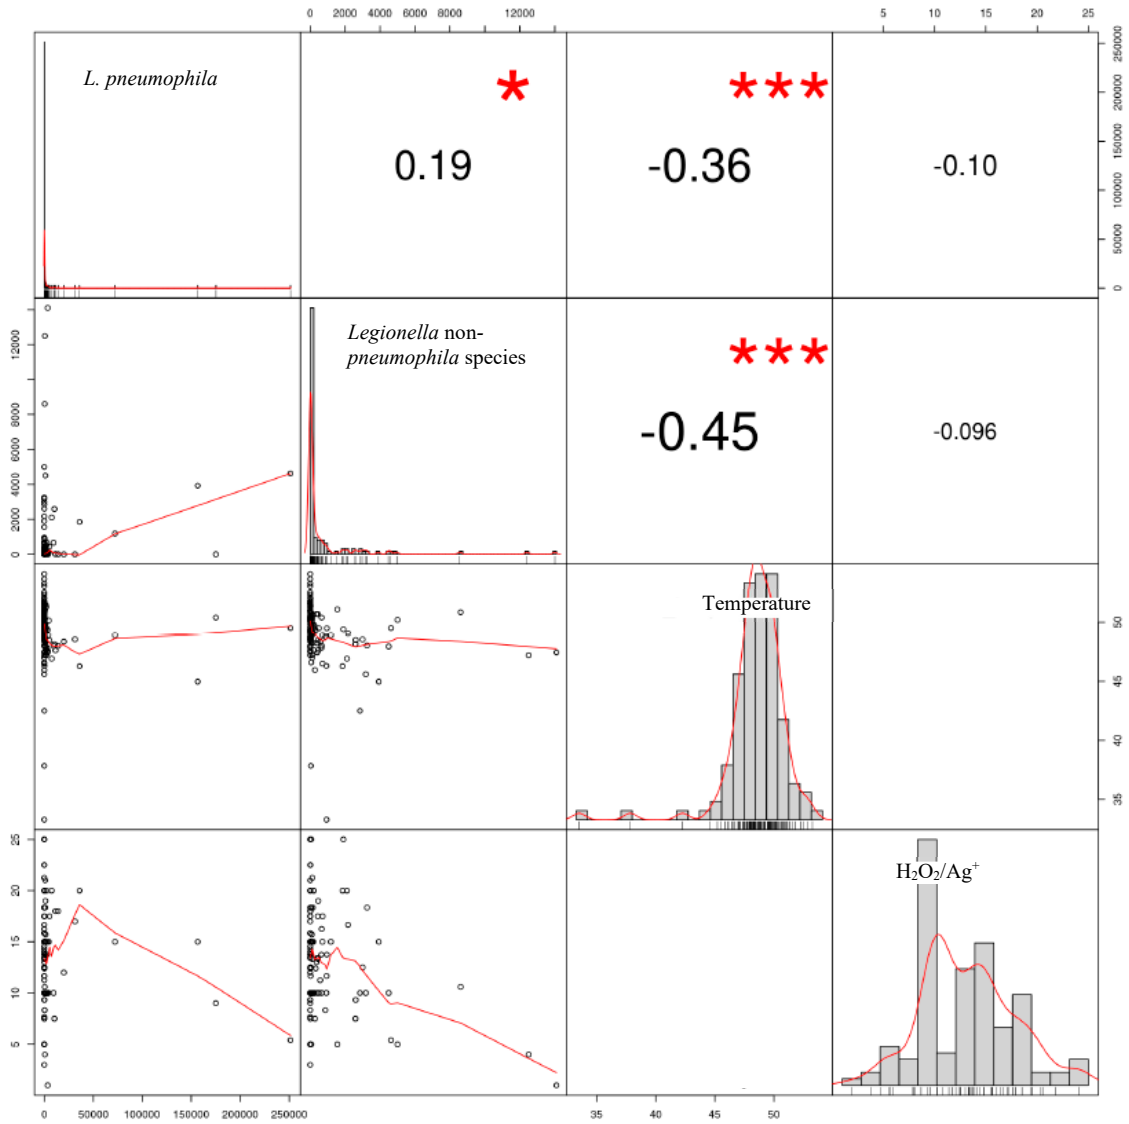 0 2000 4000 6000 8000 12000
5 10 15 20 25
L. pneumophila
*
0.19
***
-0.36
-0.10
0 50000 100000 150000 200000 250000
0 2000 4000 6000 8000 12000
Legionella non-
pneumophila species
***
-0.45
-0.096
Temperature
35 40 45 50
5 10 15 20 25
H₂O₂/Ag⁺
0 50000 100000 150000 200000 250000
35 40 45 50